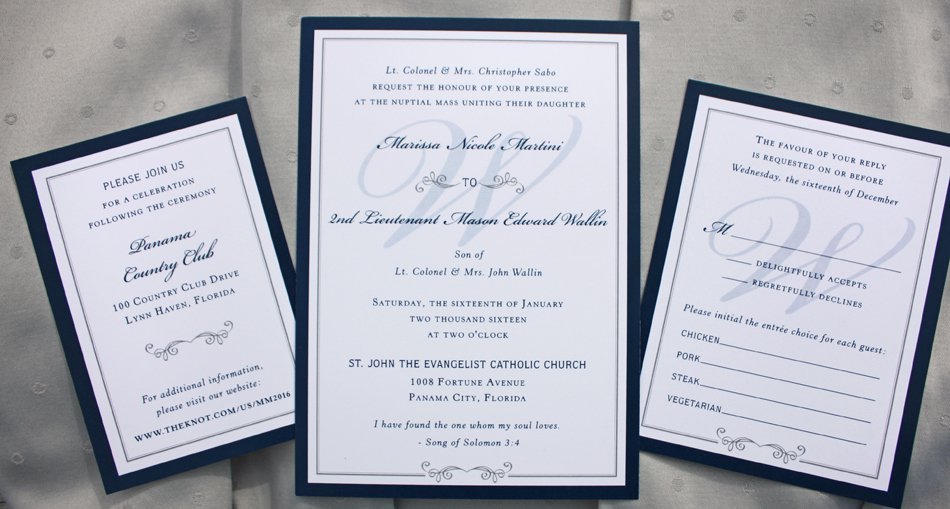 PLEASE JOIN US
FOR A CELEBRATION
FOLLOWING THE CEREMONY
Panama
Country Club
100 COUNTRY CLUB DRIVE
LYNN HAVEN, FLORIDA
For additional information,
please visit our website:
WWW.THEKNOT.COM/US/MM2016
W
Lt. Colonel & Mrs. Christopher Sabo
REQUEST THE HONOUR OF YOUR PRESENCE
AT THE NUPTIAL MASS UNITING THEIR DAUGHTER
Marissa Nicole Martini
TO
2nd Lieutenant Mason Edward Wallin
Son of
Lt. Colonel & Mrs. John Wallin
SATURDAY, THE SIXTEENTH OF JANUARY
TWO THOUSAND SIXTEEN
AT TWO O'CLOCK
ST. JOHN THE EVANGELIST CATHOLIC CHURCH
1008 FORTUNE AVENUE
PANAMA CITY, FLORIDA
I have found the one whom my soul loves.
- Song of Solomon 3:4
W
THE FAVOUR OF YOUR REPLY
IS REQUESTED ON OR BEFORE
Wednesday, the sixteenth of December
M
DELIGHTFULLY ACCEPTS
REGRETFULLY DECLINES
Please initial the entrée choice for each guest:
CHICKEN
PORK
STEAK
VEGETARIAN